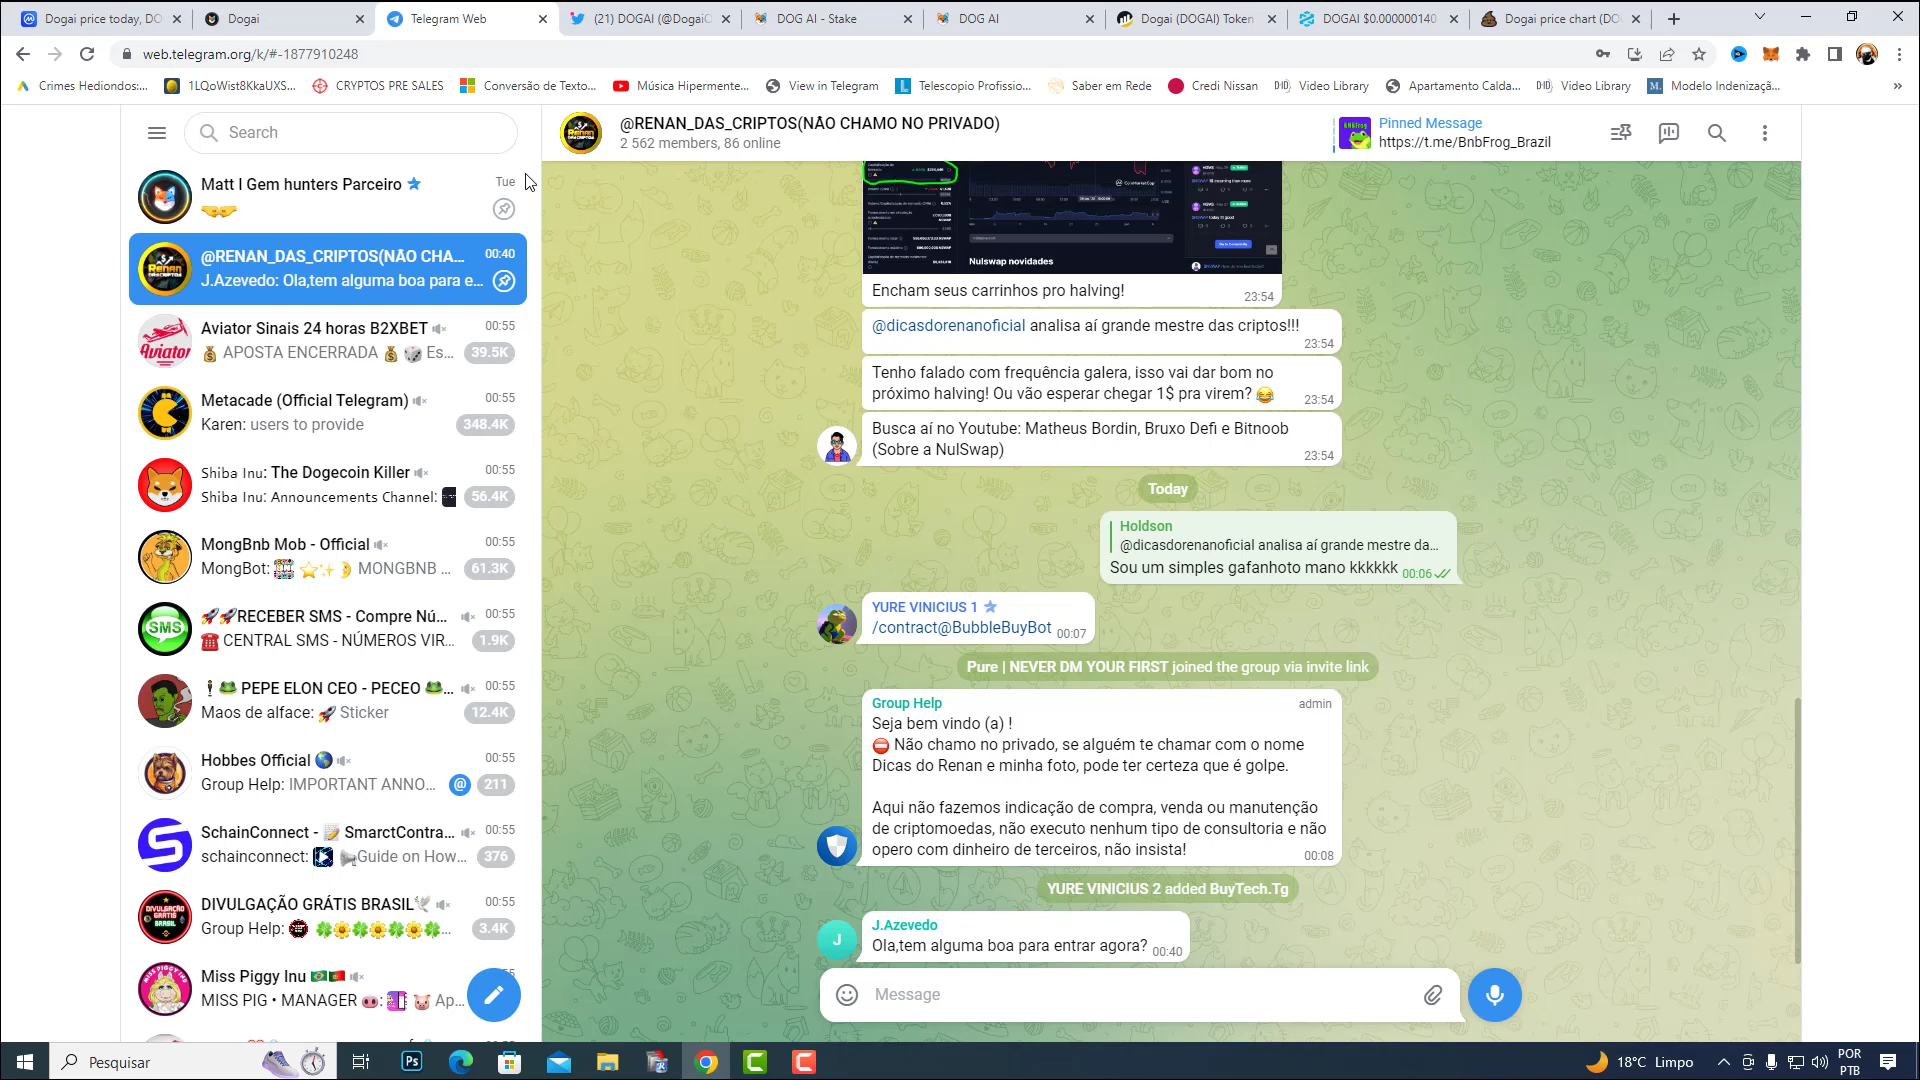 Dogai price today, DO
Dogai
Telegram Web
(21) DOGAI (@DogaiC
DOG AI - Stake
DOG AI
Dogai (DOGAI) Token
DOGAI $0.000000140
Dogai price chart (DO
web.telegram.org/k/#-1877910248
Crimes Hediondos:...
1LQoWist8KkaUXS...
CRYPTOS PRE SALES
Conversão de Texto...
Música Hipermente...
View in Telegram
Telescopio Profissio...
Saber em Rede
Credi Nissan
Video Library
Apartamento Calda...
Video Library
Modelo Indenizaçã...
Search
Matt I Gem hunters Parceiro
Tue
@RENAN_DAS_CRIPTOS(NÃO CHA...
00:40
J.Azevedo: Ola,tem alguma boa para e...
Aviator Sinais 24 horas B2XBET
00:55
💰 APOSTA ENCERRADA 💰 🎲 Es...
39.5K
Metacade (Official Telegram)
00:55
Karen: users to provide
348.4K
Shiba Inu: The Dogecoin Killer
00:55
Shiba Inu: Announcements Channel:
56.4K
MongBnb Mob - Official
00:55
MongBot: 🎰 ⭐✨🌛 MONGBNB ...
61.3K
🚀🚀RECEBER SMS - Compre Nú...
00:55
☎️ CENTRAL SMS - NÚMEROS VIR...
1.9K
🕴🐸 PEPE ELON CEO - PECEO 🐸...
00:55
Maos de alface: 🚀 Sticker
12.4K
Hobbes Official 🌎
00:55
Group Help: IMPORTANT ANNO...
@
211
SchainConnect - 📝 SmarctContra...
00:55
schainconnect: Guide on How...
376
DIVULGAÇÃO GRÁTIS BRASIL🕊
00:55
Group Help: 🍀🌼🍀🌼🍀🌼🍀...
3.4K
Miss Piggy Inu 🇧🇷🇵🇹
MISS PIG • MANAGER 🐽: 🐷 Ap...
@RENAN_DAS_CRIPTOS(NÃO CHAMO NO PRIVADO)
2 562 members, 86 online
Pinned Message
https://t.me/BnbFrog_Brazil
Nulswap novidades
Encham seus carrinhos pro halving!
23:54
@dicasdorenanoficial analisa aí grande mestre das criptos!!!
23:54
Tenho falado com frequência galera, isso vai dar bom no
próximo halving! Ou vão esperar chegar 1$ pra virem? 😂
23:54
Busca aí no Youtube: Matheus Bordin, Bruxo Defi e Bitnoob
(Sobre a NulSwap)
23:54
Today
Holdson
@dicasdorenanoficial analisa aí grande mestre da...
Sou um simples gafanhoto mano kkkkkk
00:06
YURE VINICIUS 1
/contract@BubbleBuyBot
00:07
Pure | NEVER DM YOUR FIRST joined the group via invite link
Group Help
admin
Seja bem vindo (a) !
⛔ Não chamo no privado, se alguém te chamar com o nome
Dicas do Renan e minha foto, pode ter certeza que é golpe.
Aqui não fazemos indicação de compra, venda ou manutenção
de criptomoedas, não executo nenhum tipo de consultoria e não
opero com dinheiro de terceiros, não insista!
00:08
YURE VINICIUS 2 added BuyTech.Tg
J
J.Azevedo
Ola,tem alguma boa para entrar agora?
00:40
Message
Pesquisar
18°C Limpo
POR
PTB